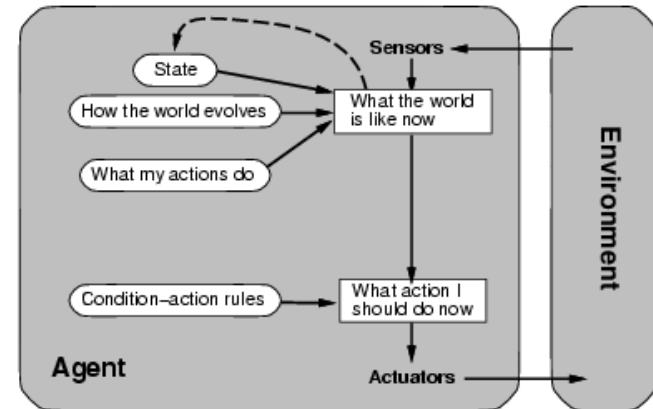 Sensors
State
How the world evolves
What the world
is like now
What my actions do
Condition–action rules
What action I
should do now
Agent
Actuators
Environment